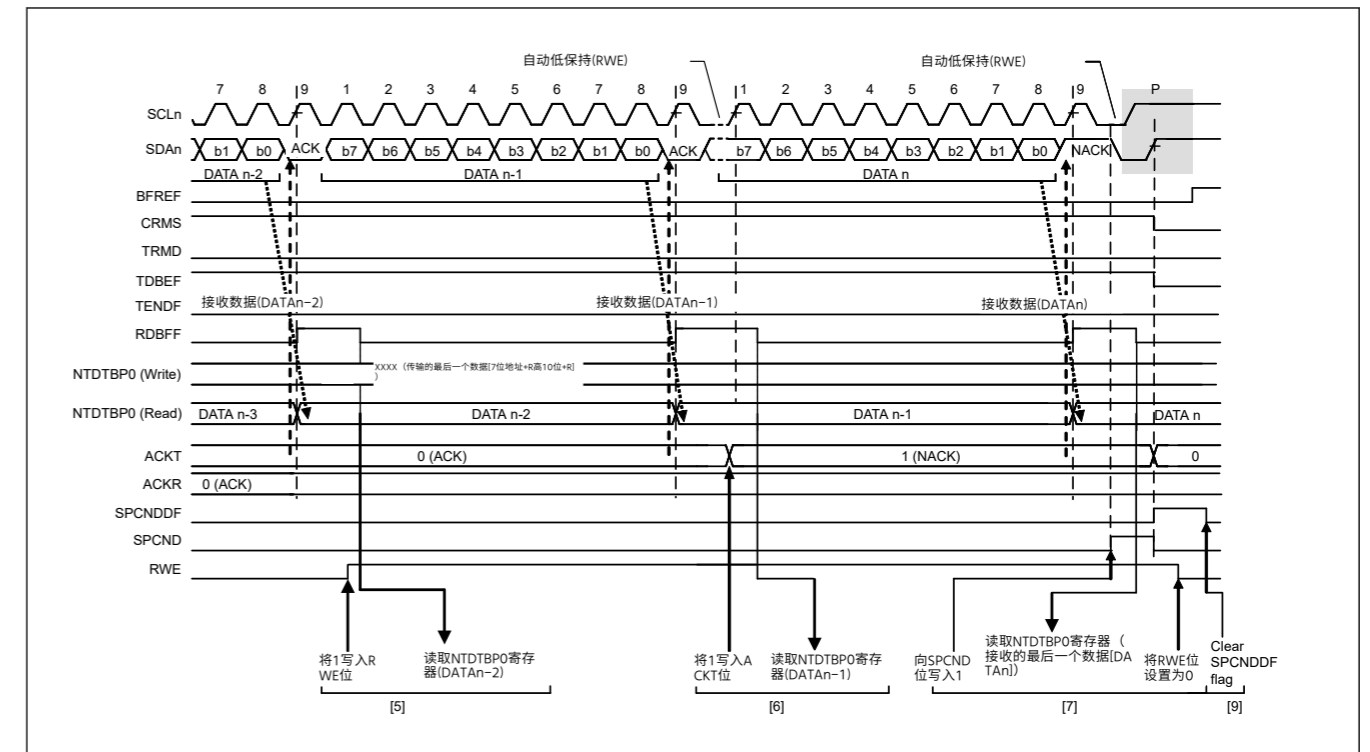 自动低保持(RWE) 自动低保持(RWE)
7 8 9 1 2 3 4 5 6 7 8 9 1 2 3 4 5 6 7 8 9 P
SCLn
SDAn b1 b0 ACK b7 b6 b5 b4 b3 b2 b1 b0 ACK b7 b6 b5 b4 b3 b2 b1 b0 NACK
DATA n-2 DATA n-1 DATA n
BFREF
CRMS
TRMD
TDBEF
TENDF 接收数据(DATAn−2) 接收数据(DATAn−1) 接收数据(DATAn)
RDBFF
XXXX（传输的最后一个数据[7位地址+R高10位+R]
NTDTBP0 (Write) ）
NTDTBP0 (Read) DATA n-3 DATA n-2 DATA n-1 DATA n
ACKT 0 (ACK) 1 (NACK) 0
ACKR 0 (ACK)
SPCNDDF
SPCND
RWE
将1写入R
WE位
读取NTDTBP0寄存
器(DATAn−2)
将1写入A
CKT位
读取NTDTBP0寄存
器(DATAn−1)
向SPCND
位写入1
读取NTDTBP0寄存器（
接收的最后一个数据[DA
TAn]）
将RWE位
设置为0
Clear
SPCNDDF
flag
[5] [6] [7] [9]